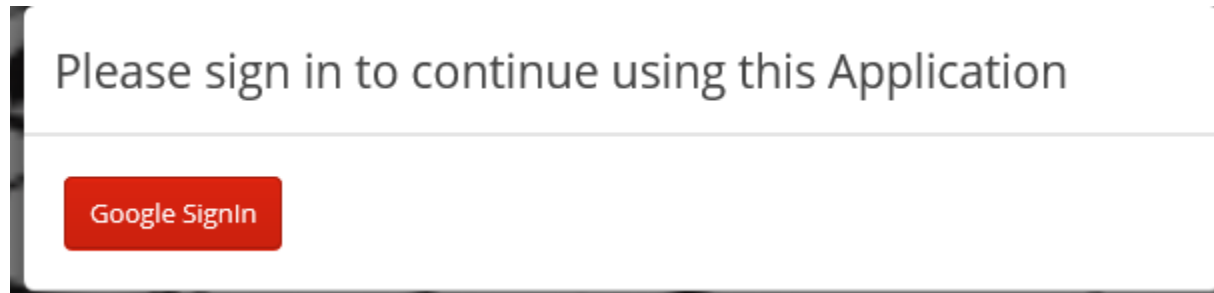 Please sign in to continue using this Application
Google SignIn